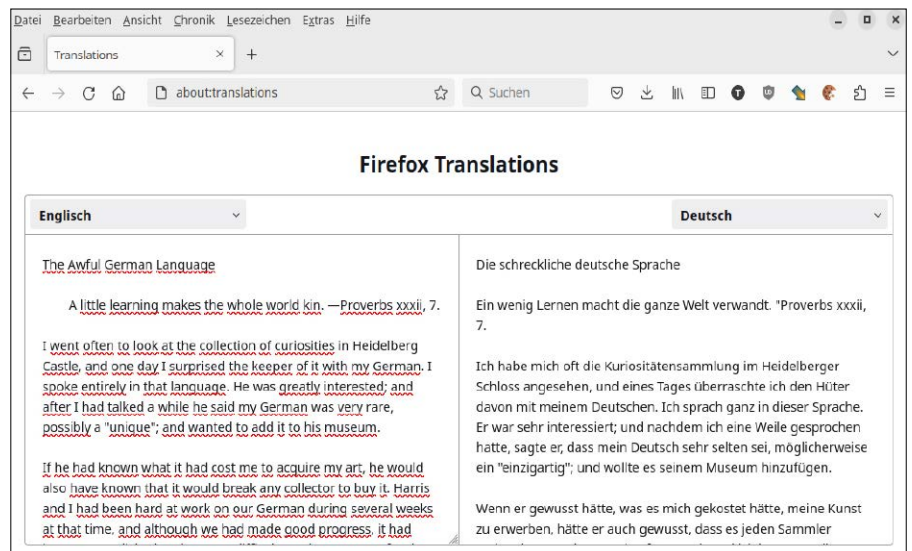 Datei Bearbeiten Ansicht Chronik Lesezeichen Extras Hilfe
Translations
about:translations
Suchen
Firefox Translations
Englisch
Deutsch
The Awful German Language
A little learning makes the whole world kin. —Proverbs xxxii, 7.
I went often to look at the collection of curiosities in Heidelberg
Castle, and one day I surprised the keeper of it with my German. I
spoke entirely in that language. He was greatly interested; and
after I had talked a while he said my German was very rare,
possibly a "unique"; and wanted to add it to his museum.
If he had known what it had cost me to acquire my art, he would
also have known that it would break any collector to buy it. Harris
and I had been hard at work on our German during several weeks
at that time, and although we had made good progress, it had
Die schreckliche deutsche Sprache
Ein wenig Lernen macht die ganze Welt verwandt. "Proverbs xxxii,
7.
Ich habe mich oft die Kuriositätensammlung im Heidelberger
Schloss angesehen, und eines Tages überraschte ich den Hüter
davon mit meinem Deutschen. Ich sprach ganz in dieser Sprache.
Er war sehr interessiert; und nachdem ich eine Weile gesprochen
hatte, sagte er, dass mein Deutsch sehr selten sei, möglicherweise
ein "einzigartig"; und wollte es seinem Museum hinzufügen.
Wenn er gewusst hätte, was es mich gekostet hätte, meine Kunst
zu erwerben, hätte er auch gewusst, dass es jeden Sammler